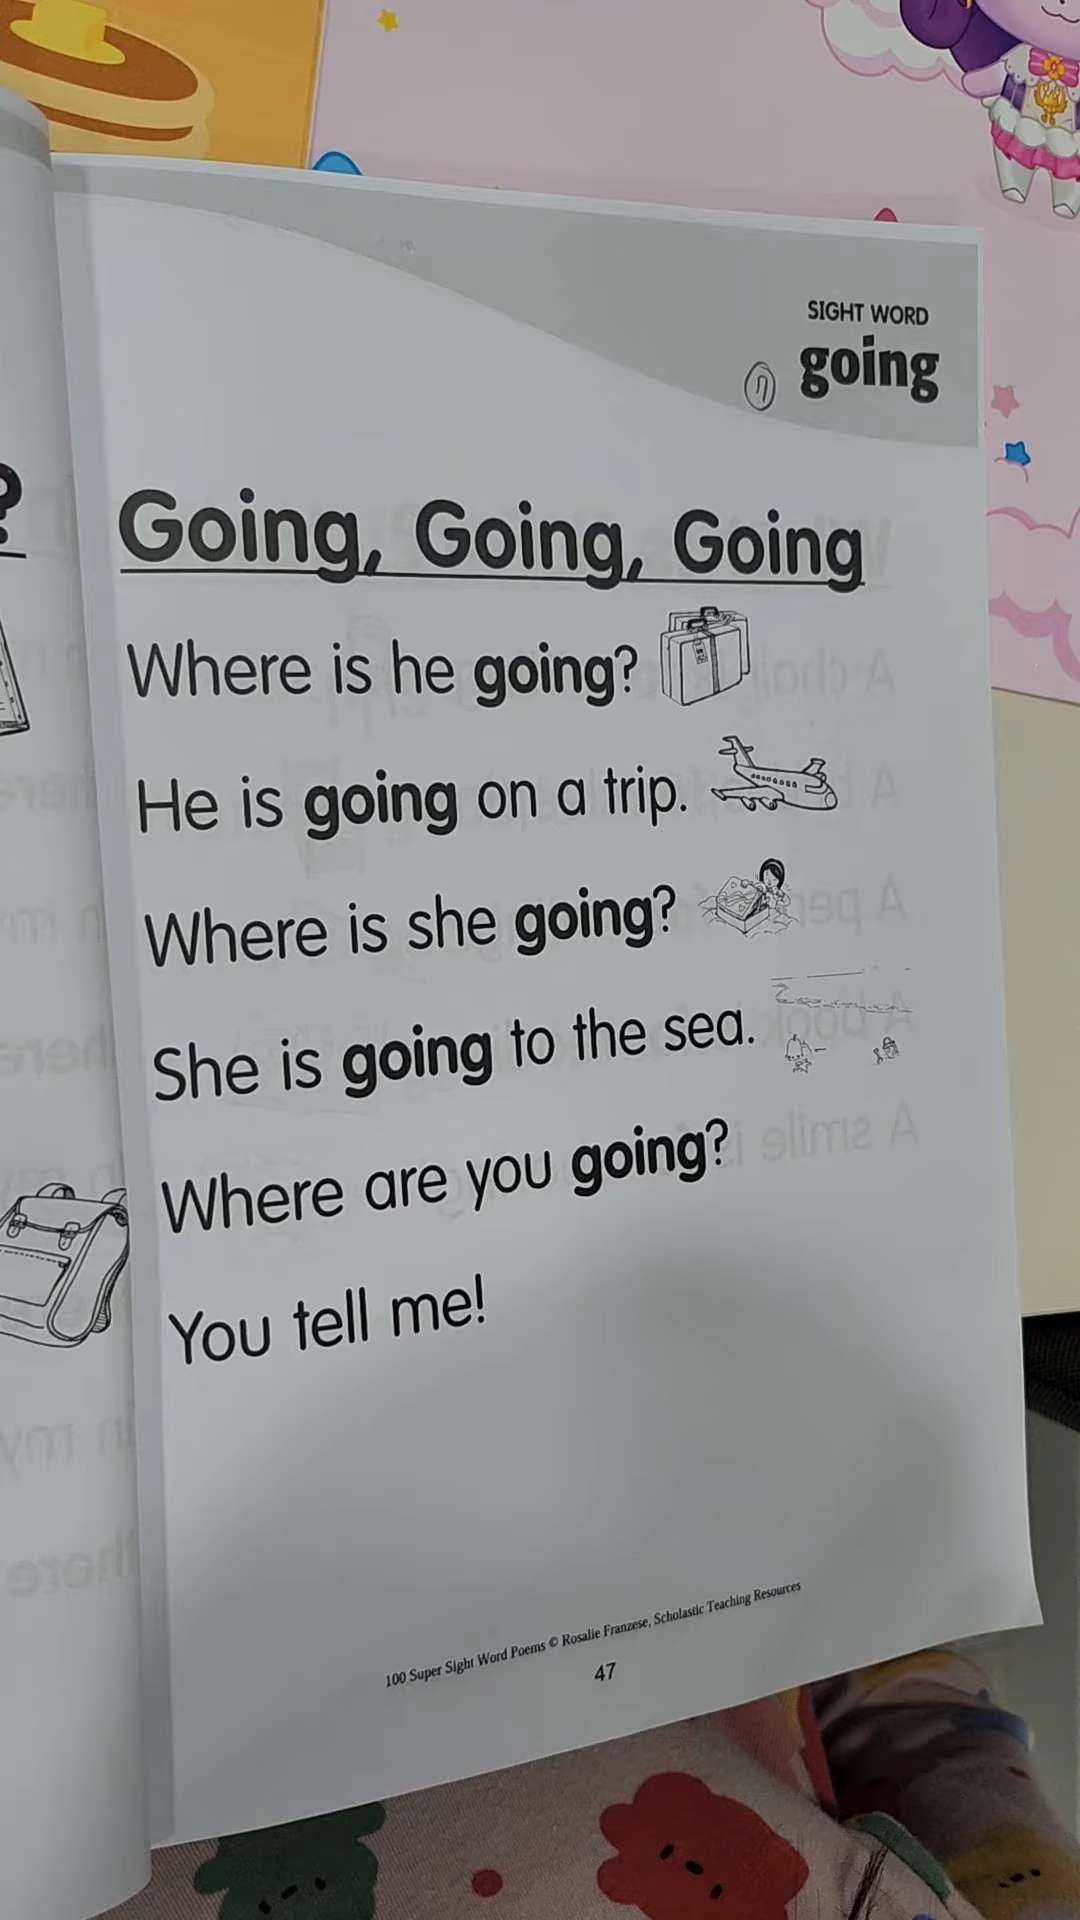 SIGHT WORD
going
Going, Going, Going
Where is he going?
He is going on a trip.
Where is she going?
She is going to the sea.
Where are you going?
You tell me!
100 Super Sight Word Poems © Rosalie Franzese, Scholastic Teaching Resources
47